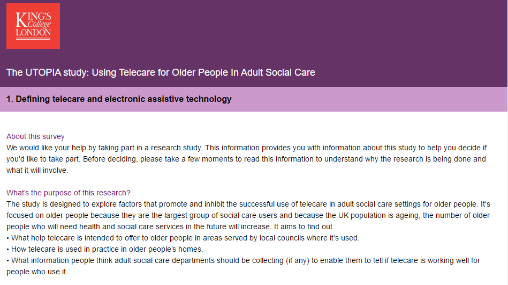 KING'S
College
LONDON
The UTOPIA study: Using Telecare for Older People In Adult Social Care
1. Defining telecare and electronic assistive technology
About this survey
We would like your help by taking part in a research study. This information provides you with information about this study to help you decide if
you'd like to take part. Before deciding, please take a few moments to read this information to understand why the research is being done and
what it will involve.
What's the purpose of this research?
The study is designed to explore factors that promote and inhibit the successful use of telecare in adult social care settings for older people. It's
focused on older people because they are the largest group of social care users and because the UK population is ageing, the number of older
people who will need health and social care services in the future will increase. It aims to find out
• What help telecare is intended to offer to older people in areas served by local councils where it's used.
• How telecare is used in practice in older people's homes.
• What information people think adult social care departments should be collecting (if any) to enable them to tell if telecare is working well for
people who use it